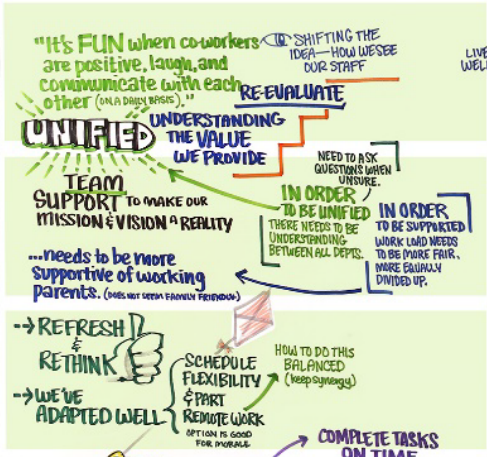 "It's FUN when co-workers
are positive, laugh, and
communicate with each
other (ON A DAILY BASIS)."
SHIFTING THE
IDEA—HOW WE SEE
OUR STAFF
LIVE
WELL
RE-EVALUATE
UNIFIED
UNDERSTANDING
THE VALUE
WE PROVIDE
TEAM
SUPPORT TO MAKE OUR
MISSION & VISION A REALITY
NEED TO ASK
QUESTIONS WHEN
UNSURE.
IN ORDER
TO BE UNIFIED
THERE NEEDS TO BE
UNDERSTANDING
BETWEEN ALL DEPTS.
IN ORDER
TO BE SUPPORTED
WORK LOAD NEEDS
TO BE MORE FAIR.
MORE EQUALLY
DIVIDED UP.
...needs to be more
supportive of working
parents. (DOES NOT SEEM FAMILY FRIENDLY)
REFRESH
&
RETHINK
WE'VE
ADAPTED WELL
SCHEDULE
FLEXIBILITY
& PART
REMOTE WORK
OPTION IS GOOD
FOR MORALE
HOW TO DO THIS
BALANCED
(keep synergy)
COMPLETE TASKS
ON TIME